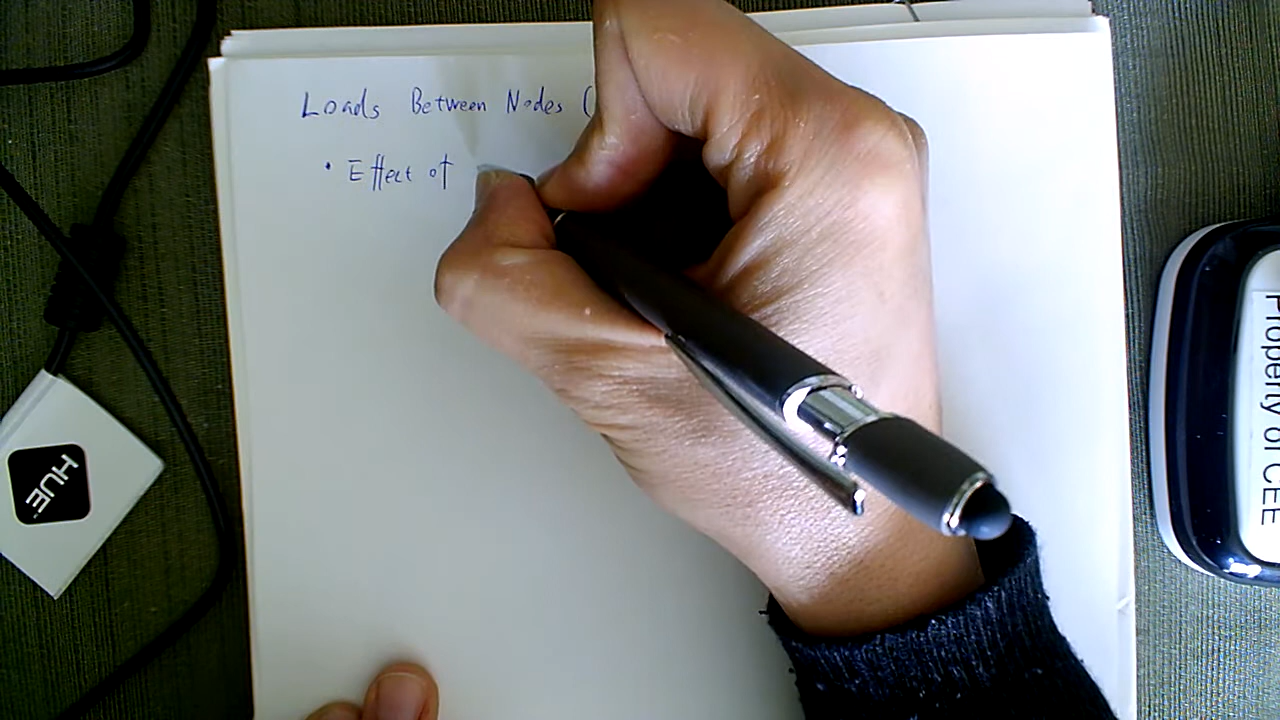 Loads Between Nodes (
• Effect of
HUE
Property of CEE